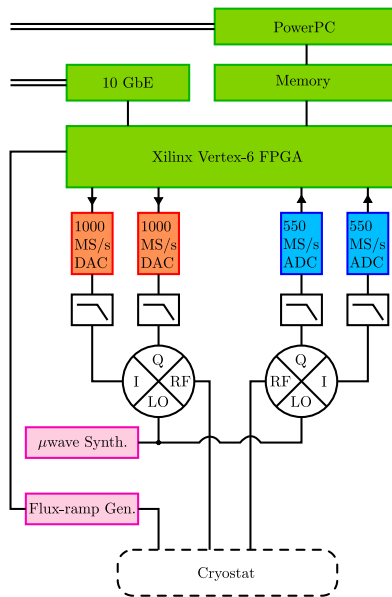 PowerPC
10 GbE
Memory
Xilinx Vertex-6 FPGA
1000
MS/s
DAC
1000
MS/s
DAC
550
MS/s
ADC
550
MS/s
ADC
Q
I
RF
LO
Q
RF
I
LO
μwave Synth.
Flux-ramp Gen.
Cryostat